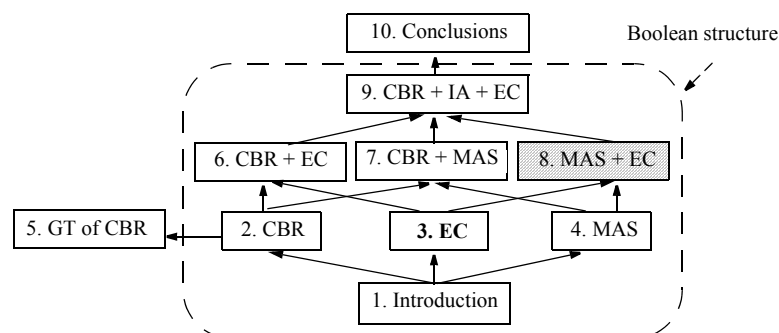 10. Conclusions
Boolean structure
9. CBR + IA + EC
6. CBR + EC
7. CBR + MAS
8. MAS + EC
5. GT of CBR
2. CBR
3. EC
4. MAS
1. Introduction